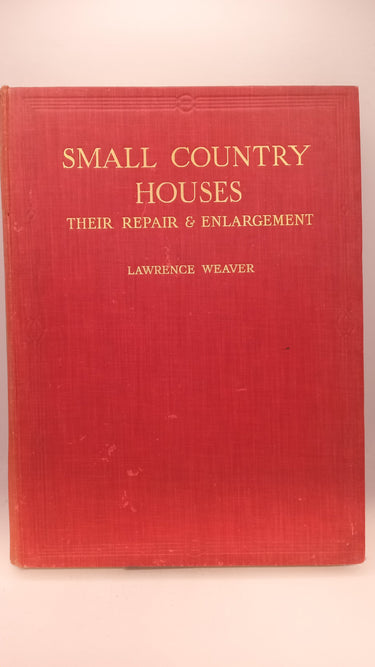 SMALL COUNTRY
HOUSES
THEIR REPAIR & ENLARGEMENT
LAWRENCE WEAVER